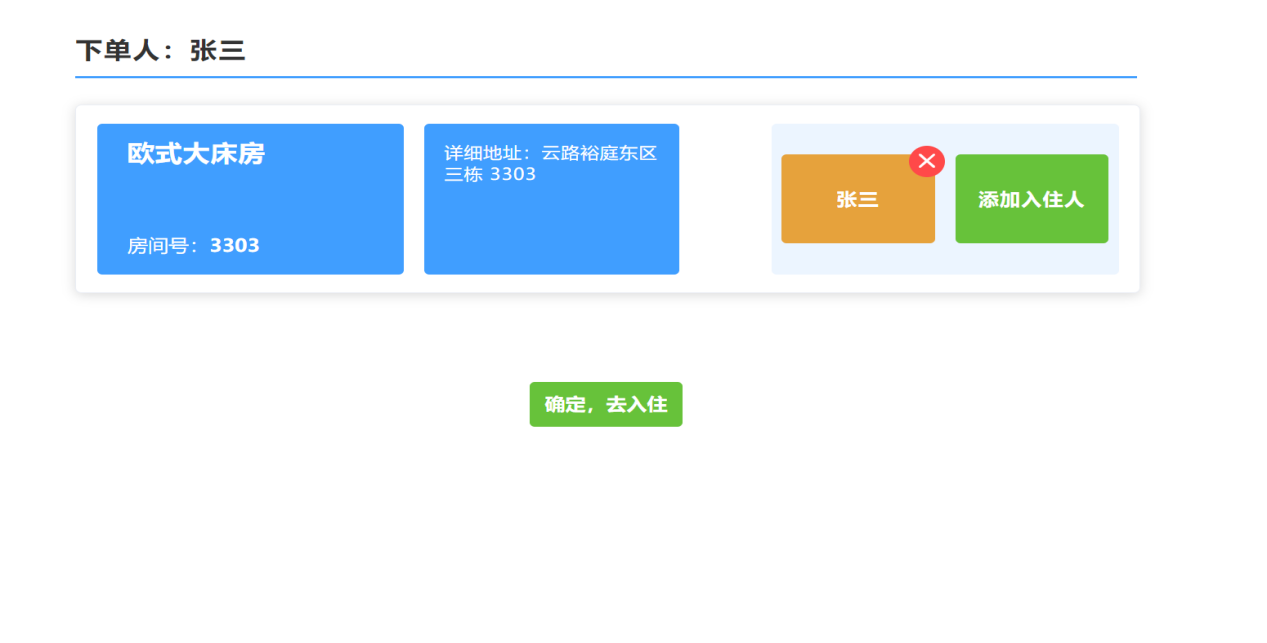 下单人：张三
欧式大床房
房间号：3303
详细地址：云路裕庭东区
三栋 3303
张三
添加入住人
确定，去入住